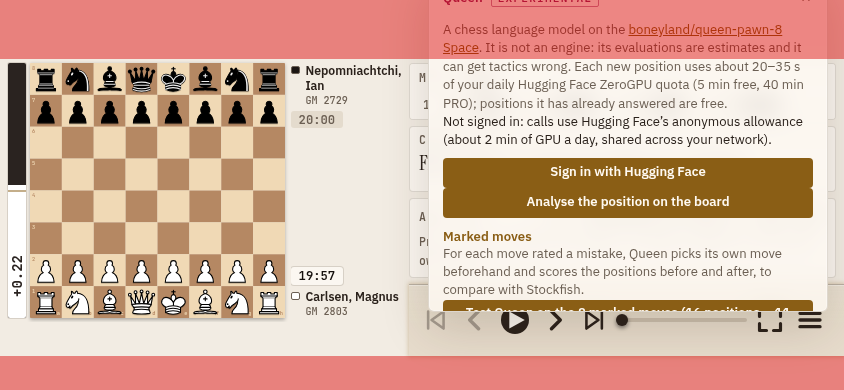 Queen EXPERIMENTAL
A chess language model on the boneyland/queen-pawn-8
Space. It is not an engine: its evaluations are estimates and it
can get tactics wrong. Each new position uses about 20–35 s
of your daily Hugging Face ZeroGPU quota (5 min free, 40 min
PRO); positions it has already answered are free.
Not signed in: calls use Hugging Face's anonymous allowance
(about 2 min of GPU a day, shared across your network).
Sign in with Hugging Face
Analyse the position on the board
Marked moves
For each move rated a mistake, Queen picks its own move
beforehand and scores the positions before and after, to
compare with Stockfish.
Nepomniachtchi,
Ian
GM 2729
20:00
19:57
Carlsen, Magnus
GM 2803
+0.22